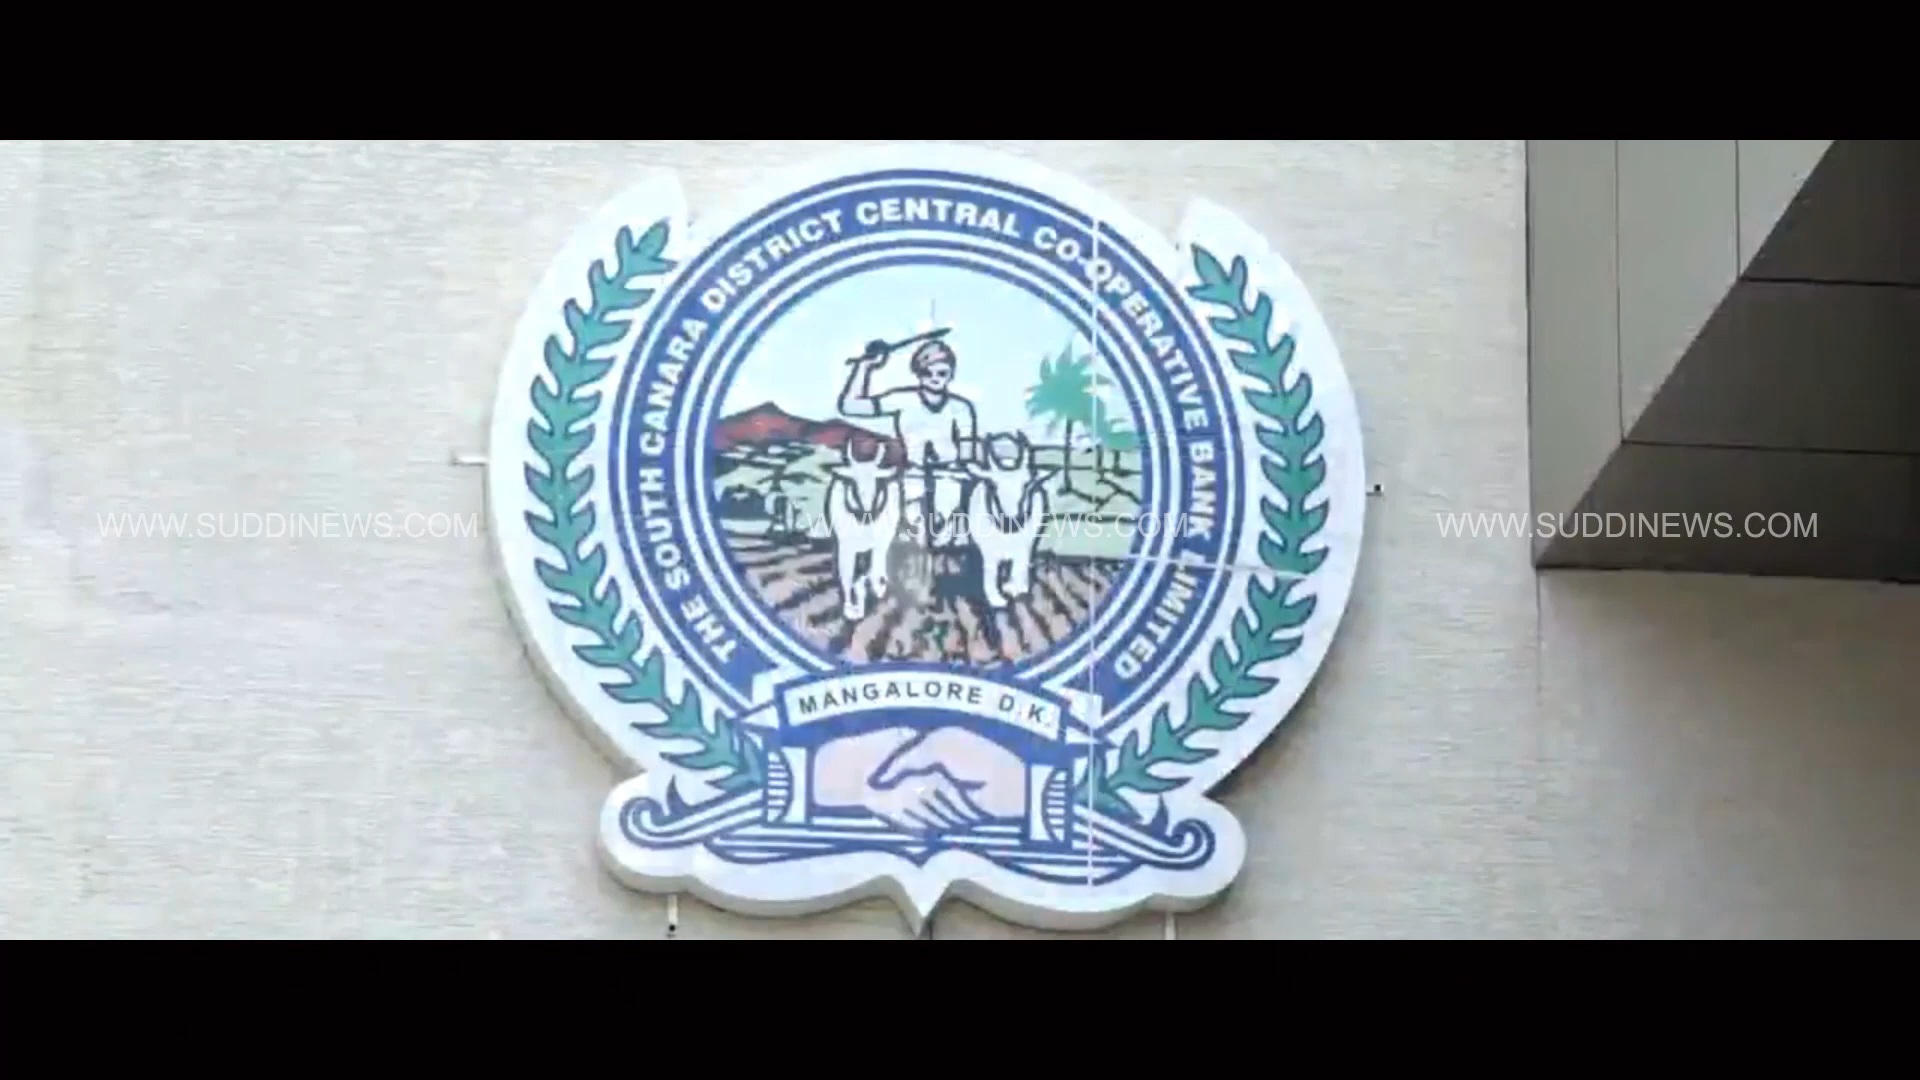 THE SOUTH CANARA DISTRICT CENTRAL CO-OPERATIVE BANK LIMITED
WWW.SUDDINEWS.COM WWW.SUDDINEWS.COM WWW.SUDDINEWS.COM
MANGALORE D.K.